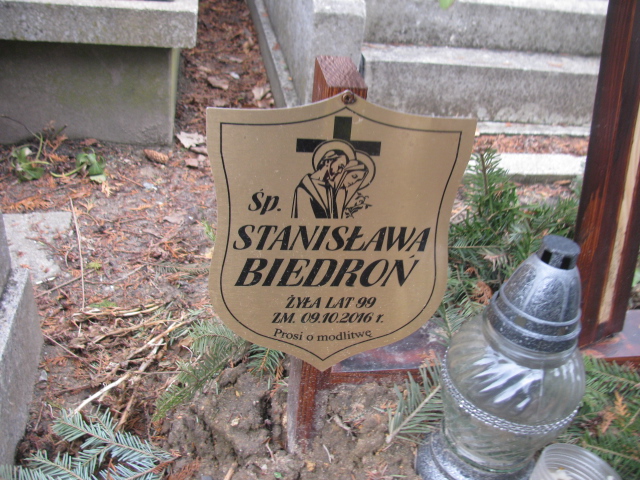 Śp.
STANISŁAWA
BIEDROŃ
ŻYŁA LAT 99
ZM. 09.10.2016 r.
Prosi o modlitwę